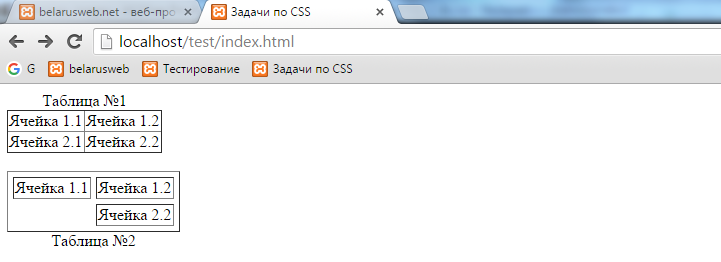 belarusweb.net - веб-про
Задачи по CSS
localhost/test/index.html
G belarusweb Тестирование Задачи по CSS
Таблица №1
Ячейка 1.1 Ячейка 1.2
Ячейка 2.1 Ячейка 2.2
Ячейка 1.1 Ячейка 1.2
Ячейка 2.2
Таблица №2